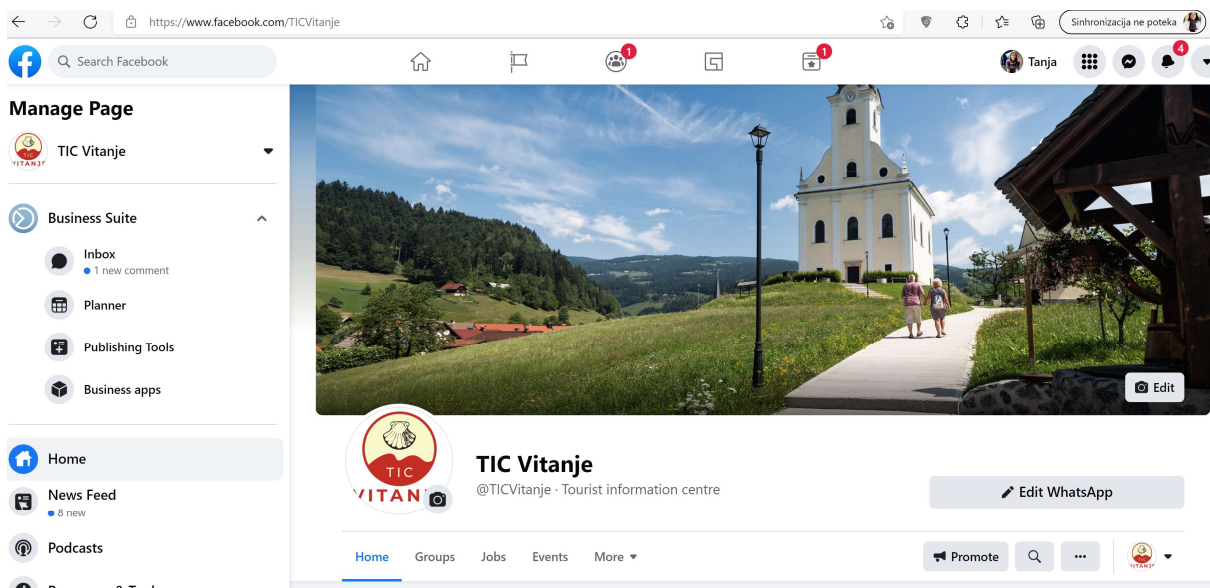 https://www.facebook.com/TICVitanje
Sinhronizacija ne poteka
Search Facebook
1
1
Tanja
4
Manage Page
TIC Vitanje
Business Suite
Inbox
1 new comment
Planner
Publishing Tools
Business apps
Home
News Feed
8 new
Podcasts
Edit
TIC
VITAN
TIC Vitanje
@TICVitanje · Tourist information centre
Edit WhatsApp
Home Groups Jobs Events More
Promote